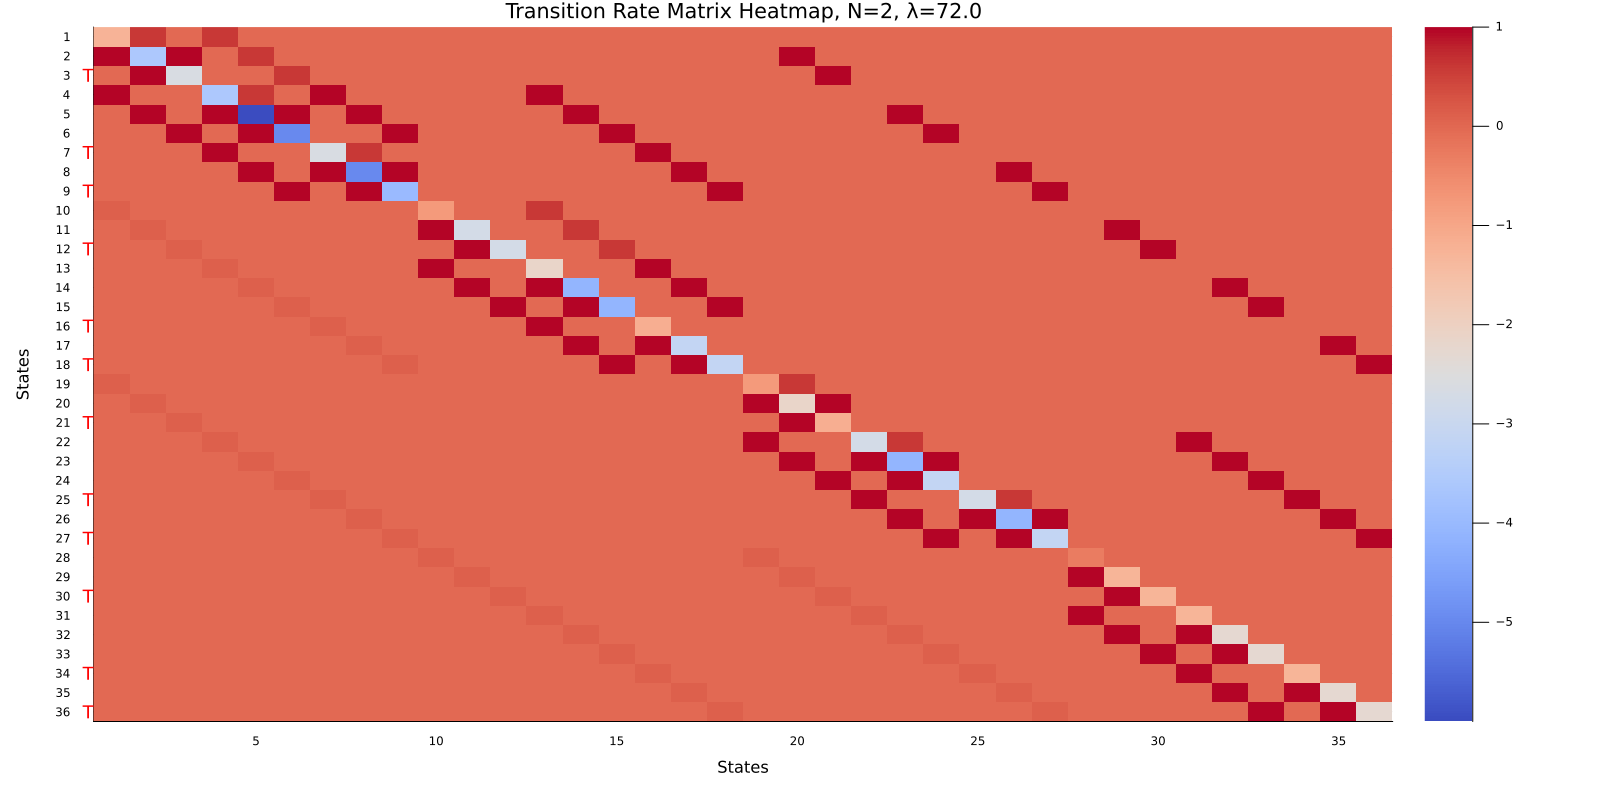 Transition Rate Matrix Heatmap, N=2, λ=72.0
1
2
3 T
4
5
6
7 T
8
9 T
10
11
12 T
13
14
15
16 T
17
18 T
19
20
21 T
22
23
24
25 T
26
27 T
28
29
30 T
31
32
33
34 T
35
36 T
States
5 10 15 20 25 30 35
States
1
0
−1
−2
−3
−4
−5